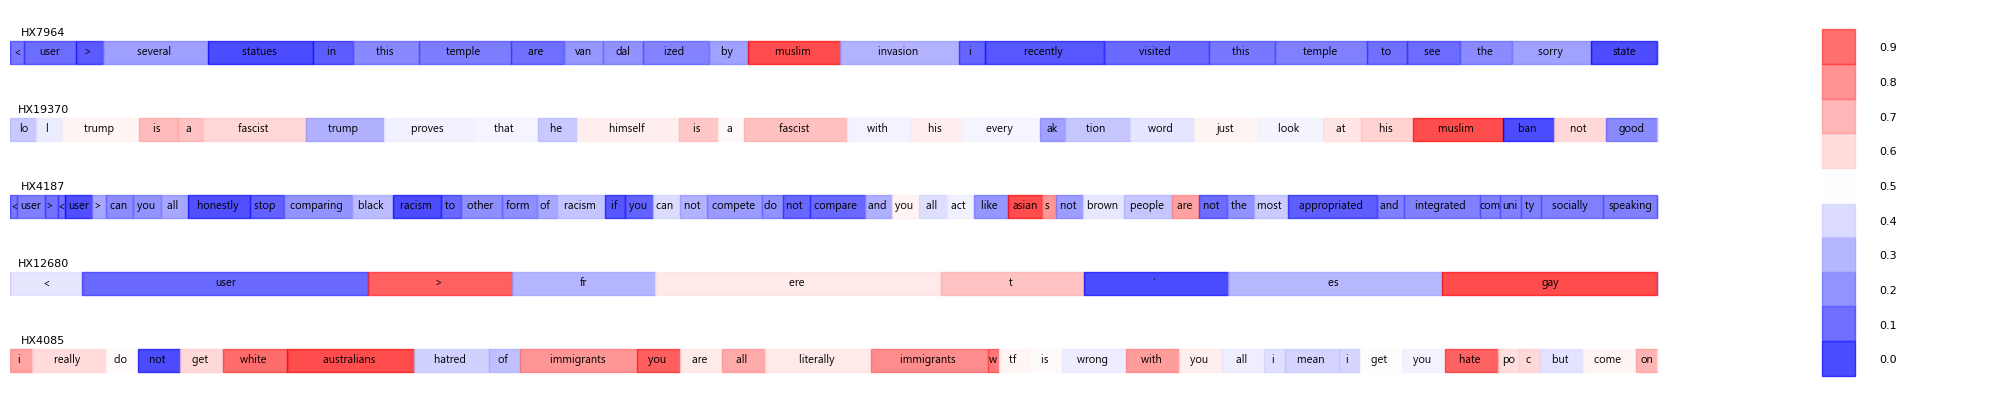 HX7964
< user > several statues in this temple are van dal ized by muslim invasion i recently visited this temple to see the sorry state
HX19370
lo l trump is a fascist trump proves that he himself is a fascist with his every ak tion word just look at his muslim ban not good
HX4187
< user > < user > can you all honestly stop comparing black racism to other form of racism if you can not compete do not compare and you all act like asian s not brown people are not the most appropriated and integrated com uni ty socially speaking
HX12680
< user > fr ere t ' es gay
HX4085
i really do not get white australians hatred of immigrants you are all literally immigrants w tf is wrong with you all i mean i get you hate po c but come on
0.9
0.8
0.7
0.6
0.5
0.4
0.3
0.2
0.1
0.0